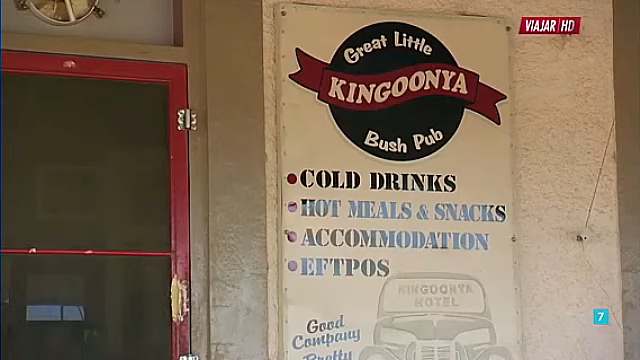 VIAJAR HD
Great Little
KINGOONYA
Bush Pub
•COLD DRINKS
•HOT MEALS & SNACKS
•ACCOMMODATION
•EFTPOS
KINGOONYA
HOTEL
Good
Company
Pretty
7